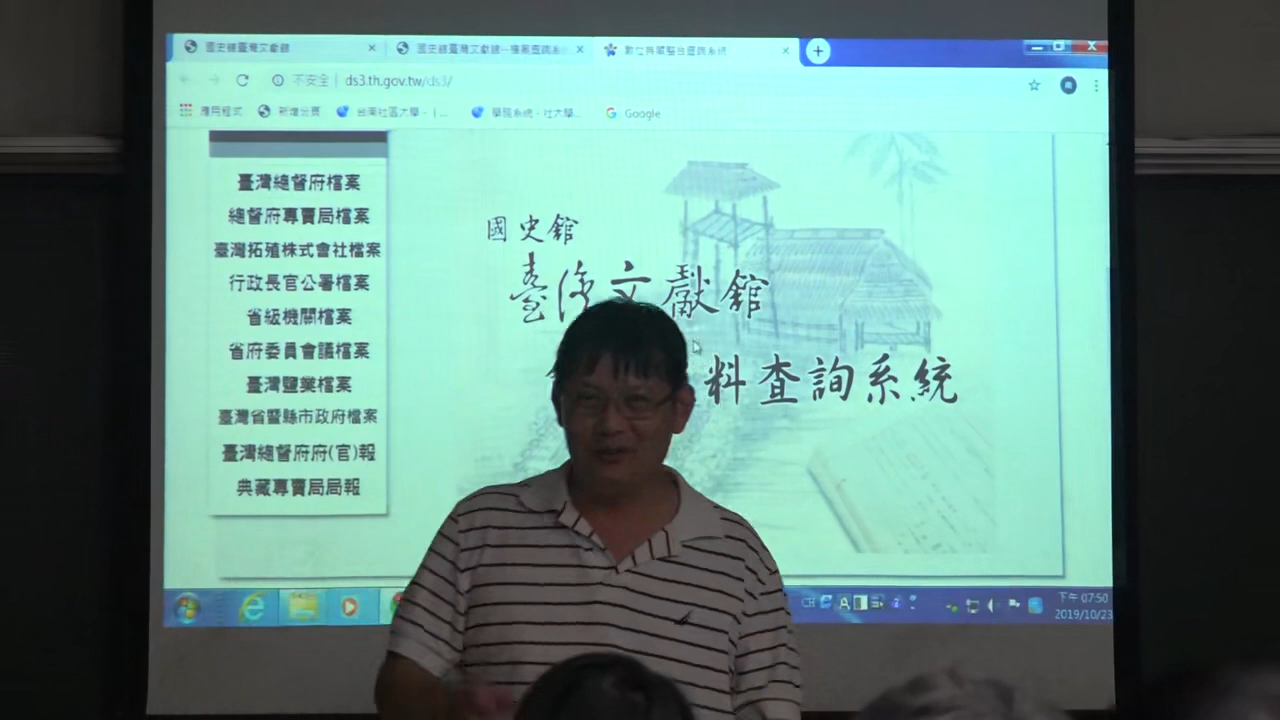 國史館臺灣文獻館
國史館臺灣文獻館--檔案查詢系
數位典藏整合查詢系統
不安全 | ds3.th.gov.tw/ds3/
應用程式 新增分頁 台南社區大學 - | ... 學務系統 - 社大學... Google
臺灣總督府檔案
總督府專賣局檔案
臺灣拓殖株式會社檔案
行政長官公署檔案
省級機關檔案
省府委員會議檔案
臺灣鹽業檔案
臺灣省暨縣市政府檔案
臺灣總督府府(官)報
典藏專賣局局報
國史館
臺灣文獻館
料查詢系統
CH
下午 07:50
2019/10/23